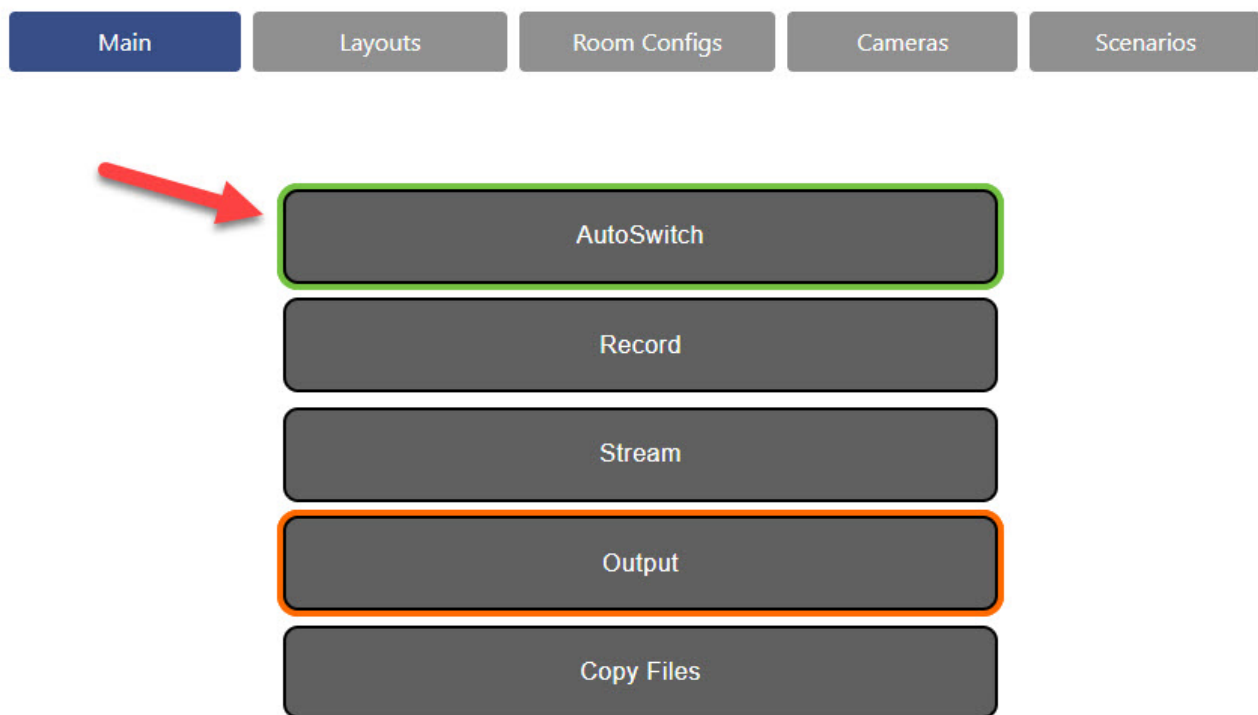 Main Layouts Room Configs Cameras Scenarios
AutoSwitch
Record
Stream
Output
Copy Files